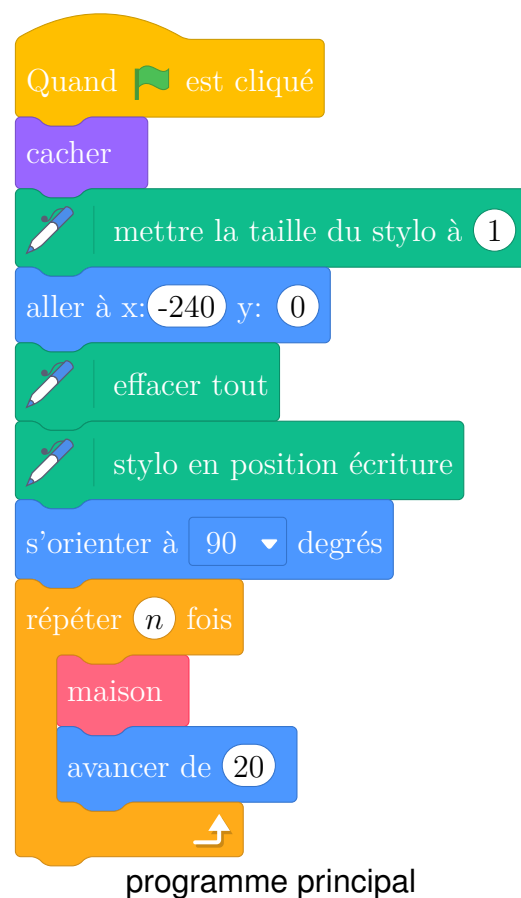 Quand est cliqué
cacher
mettre la taille du stylo à 1
aller à x: -240 y: 0
effacer tout
stylo en position écriture
s'orienter à 90 degrés
répéter n fois
maison
avancer de 20
programme principal